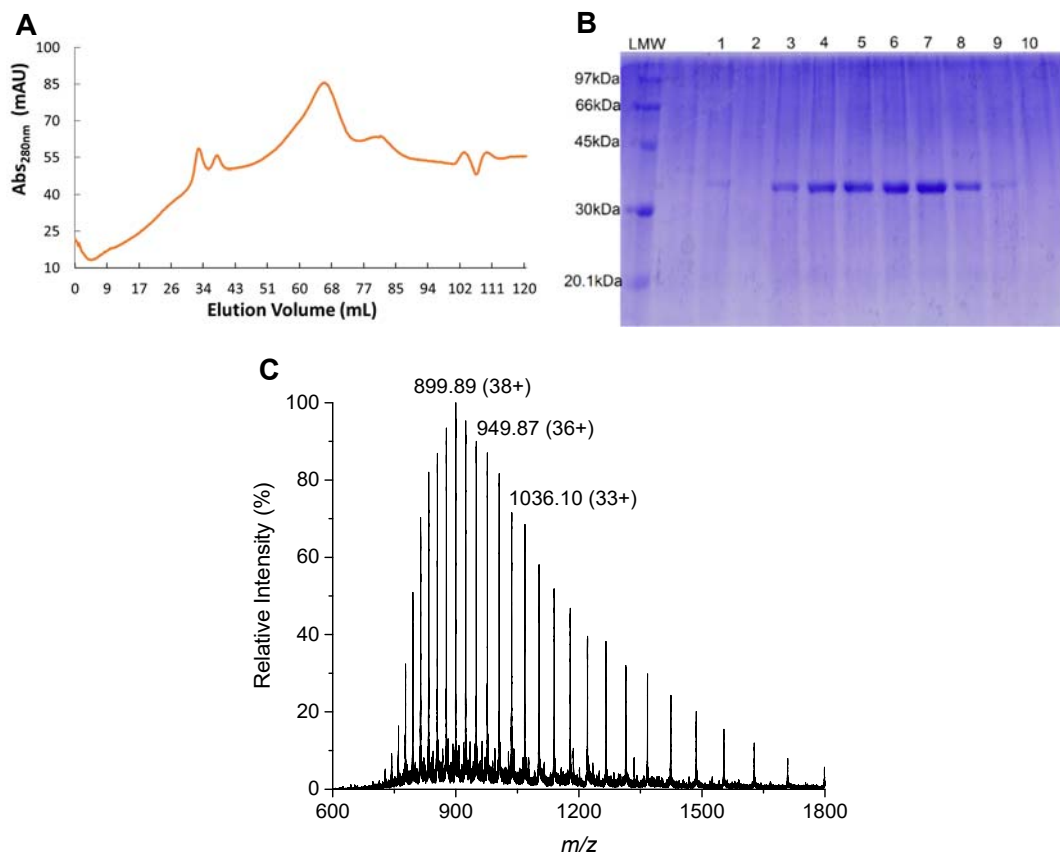 A
Abs280nm (mAU)
100
85
70
55
40
25
10
0 9 17 26 34 43 51 60 68 77 85 94 102 111 120
Elution Volume (mL)
B
LMW 1 2 3 4 5 6 7 8 9 10
97kDa
66kDa
45kDa
30kDa
20.1kDa
C
899.89 (38+)
949.87 (36+)
1036.10 (33+)
Relative Intensity (%)
100
80
60
40
20
0
600 900 1200 1500 1800
m/z